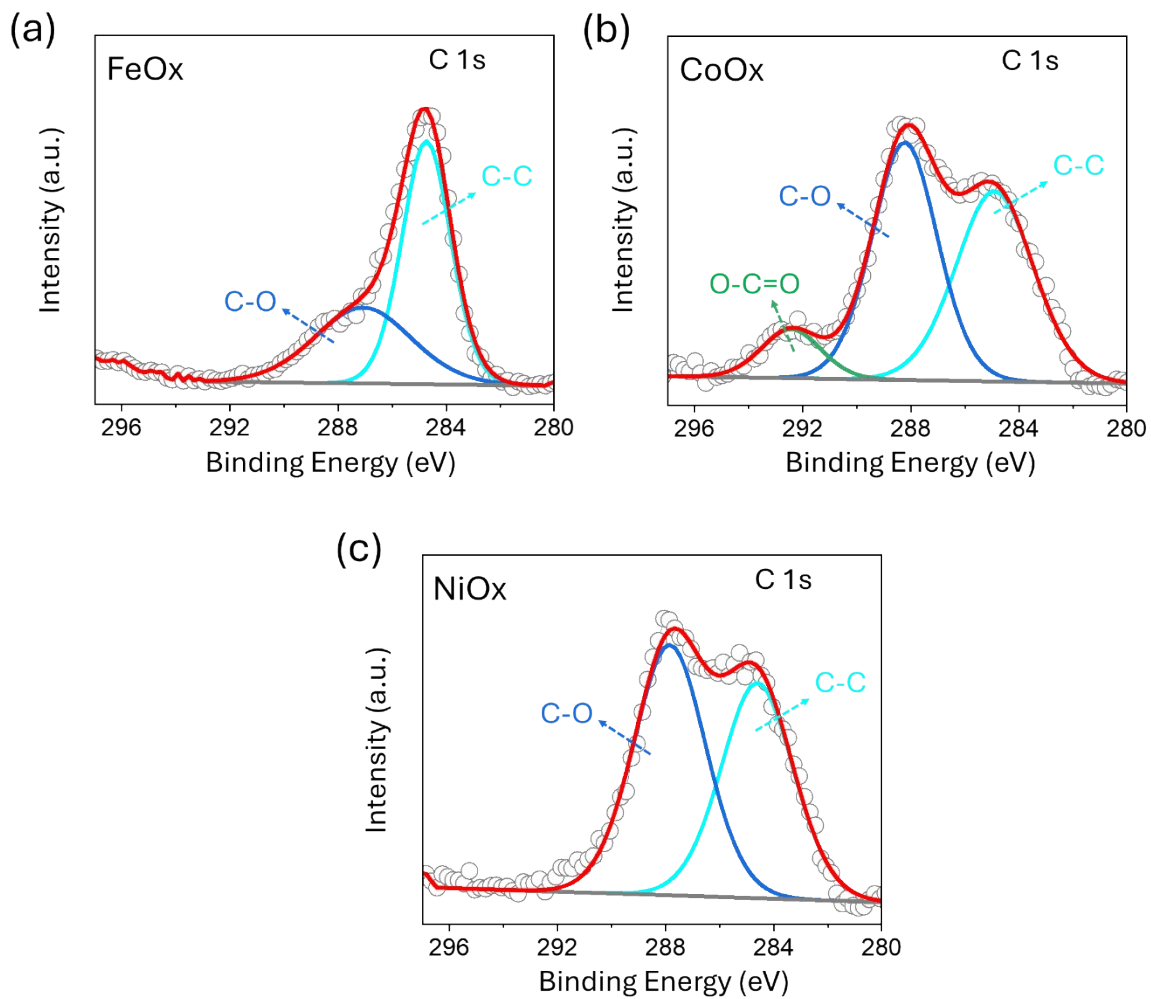 (a)
FeOx
C 1s
C-C
C-O
Intensity (a.u.)
296 292 288 284 280
Binding Energy (eV)
(b)
CoOx
C 1s
C-O
C-C
O-C=O
Intensity (a.u.)
296 292 288 284 280
Binding Energy (eV)
(c)
NiOx
C 1s
C-C
C-O
Intensity (a.u.)
296 292 288 284 280
Binding Energy (eV)